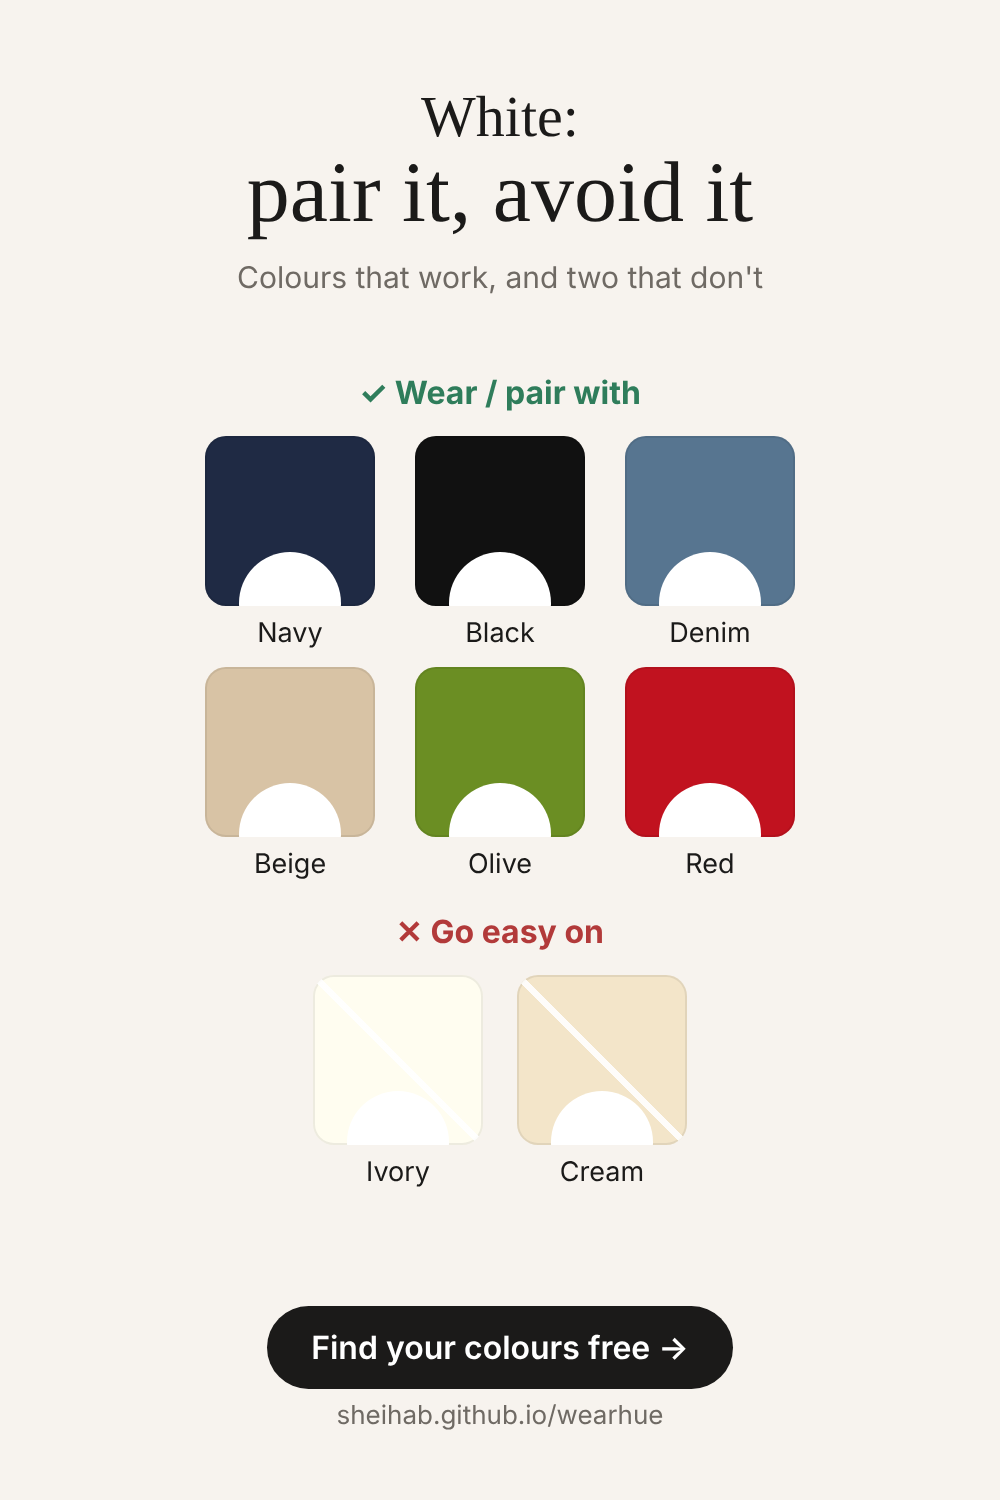 White:
pair it, avoid it
Colours that work, and two that don't
✓ Wear / pair with
Navy
Black
Denim
Beige
Olive
Red
✕ Go easy on
Ivory
Cream
Find your colours free →
sheihab.github.io/wearhue